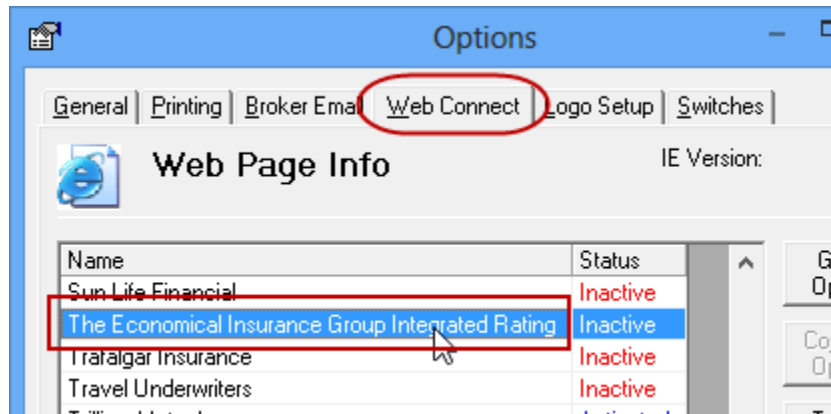 Options
General Printing Broker Email Web Connect Logo Setup Switches
Web Page Info
IE Version:
Name Status
Sun Life Financial Inactive
The Economical Insurance Group Integrated Rating Inactive
Trafalgar Insurance Inactive
Travel Underwriters Inactive